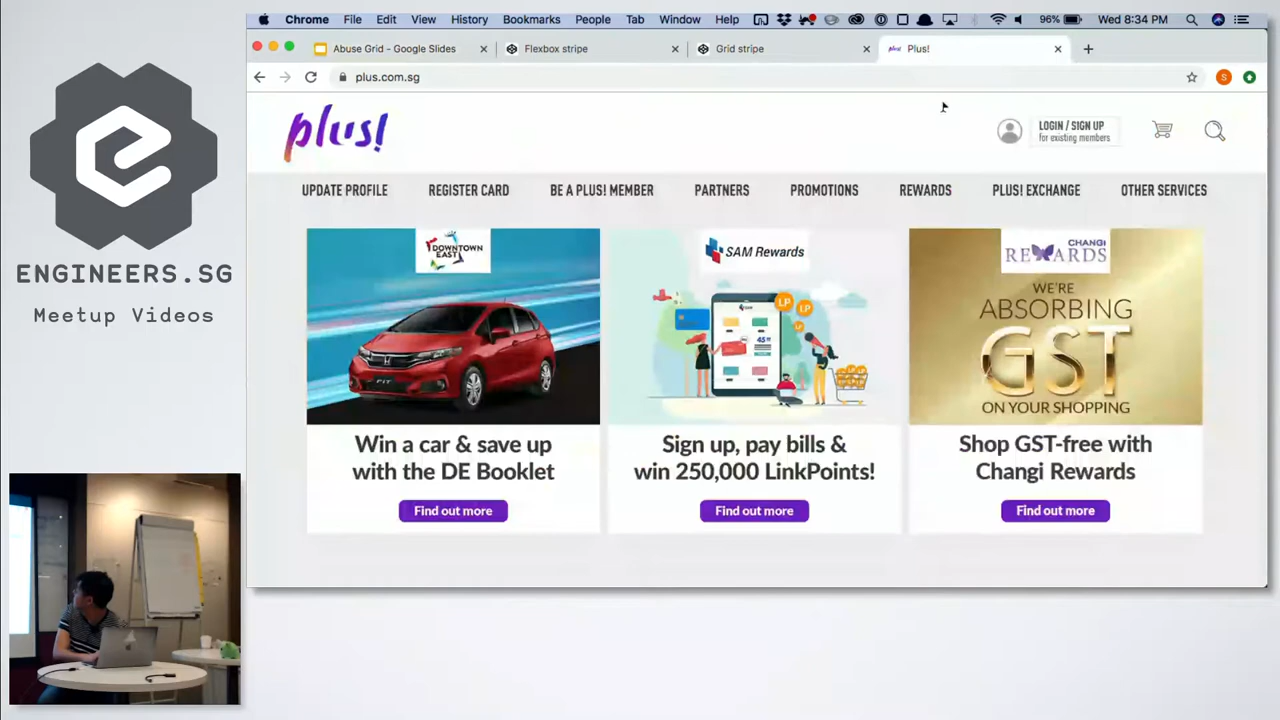 Chrome File Edit View History Bookmarks People Tab Window Help 96% Wed 8:34 PM
Abuse Grid - Google Slides
Flexbox stripe
Grid stripe
plus!
Plus!
plus.com.sg
S
plus!
LOGIN / SIGN UP
for existing members
UPDATE PROFILE REGISTER CARD BE A PLUS! MEMBER PARTNERS PROMOTIONS REWARDS PLUS! EXCHANGE OTHER SERVICES
DOWNTOWN
EAST
FIT
Win a car & save up
with the DE Booklet
Find out more
SAM Rewards
LP
LP
LP
Sign up, pay bills &
win 250,000 LinkPoints!
Find out more
CHANGI
REWARDS
WE'RE
ABSORBING
GST
ON YOUR SHOPPING
Shop GST-free with
Changi Rewards
Find out more
e
ENGINEERS.SG
Meetup Videos